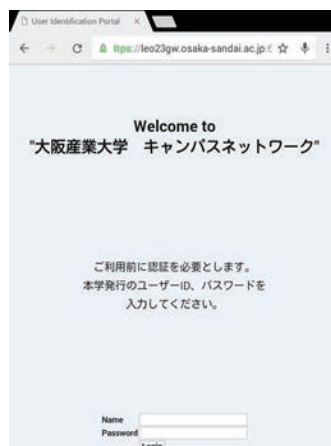 User Identification Portal
https://leo23gw.osaka-sandai.ac.jp:
Welcome to
"大阪産業大学　キャンパスネットワーク"
ご利用前に認証を必要とします。
本学発行のユーザーID、パスワードを
入力してください。
Name
Password
Login